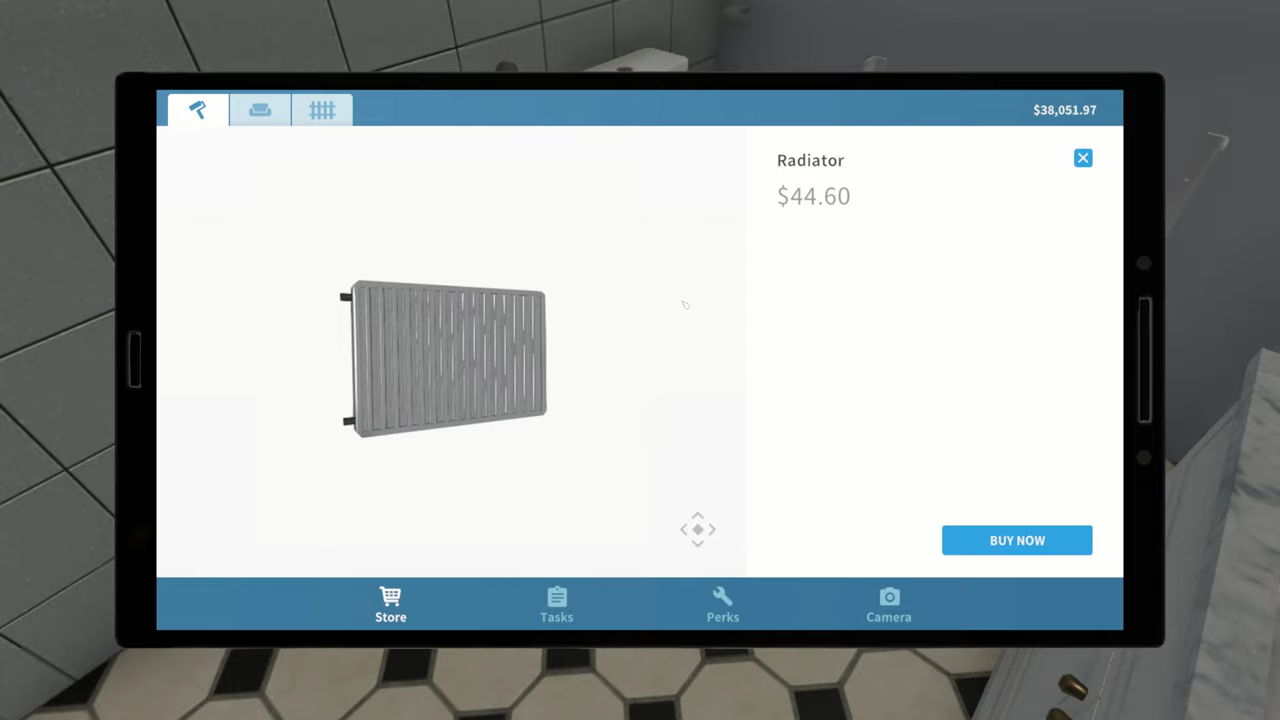 $38,051.97
Radiator
$44.60
BUY NOW
Store
Tasks
Perks
Camera